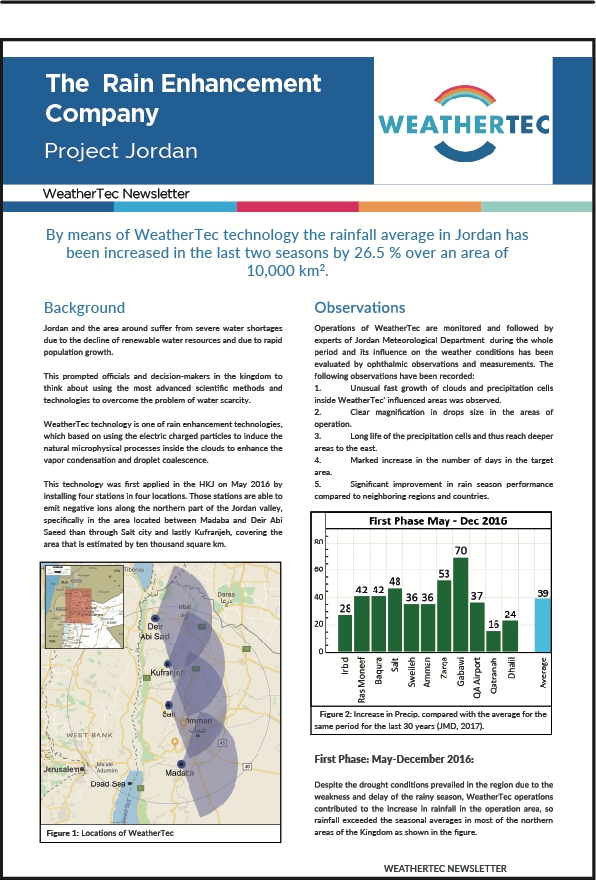 The Rain Enhancement
Company
Project Jordan
WEATHERTEC
WeatherTec Newsletter
By means of WeatherTec technology the rainfall average in Jordan has
been increased in the last two seasons by 26.5 % over an area of
10,000 km².
Background
Jordan and the area around suffer from severe water shortages
due to the decline of renewable water resources and due to rapid
population growth.
This prompted officials and decision-makers in the kingdom to
think about using the most advanced scientific methods and
technologies to overcome the problem of water scarcity.
WeatherTec technology is one of rain enhancement technologies,
which based on using the electric charged particles to induce the
natural microphysical processes inside the clouds to enhance the
vapor condensation and droplet coalescence.
This technology was first applied in the HKJ on May 2016 by
installing four stations in four locations. Those stations are able to
emit negative ions along the northern part of the Jordan valley,
specifically in the area located between Madaba and Deir Abi
Saeed than through Salt city and lastly Kufranjeh, covering the
area that is estimated by ten thousand square km.
Tiberias
Daraa
درعا
Irbid
Deir
Abi Sad
Kufranjeh
Salt
Amman
عمان
WEST BANK
Jerusalem
Ma'ale
Adumim
Madaba
Dead Sea
Figure 1: Locations of WeatherTec
Observations
Operations of WeatherTec are monitored and followed by
experts of Jordan Meteorological Department during the whole
period and its influence on the weather conditions has been
evaluated by ophthalmic observations and measurements. The
following observations have been recorded:
1. Unusual fast growth of clouds and precipitation cells
inside WeatherTec' influenced areas was observed.
2. Clear magnification in drops size in the areas of
operation.
3. Long life of the precipitation cells and thus reach deeper
areas to the east.
4. Marked increase in the number of days in the target
area.
5. Significant improvement in rain season performance
compared to neighboring regions and countries.
First Phase May - Dec 2016
80
60
40
20
0
28
42
42
48
36
36
53
70
37
16
24
39
Irbid
Ras Moneef
Baqura
Salt
Sweileh
Amman
Zarqa
Gabawi
QA Airport
Qatranah
Dhalil
Average
Figure 2: Increase in Precip. compared with the average for the
same period for the last 30 years (JMD, 2017).
First Phase: May-December 2016:
Despite the drought conditions prevailed in the region due to the
weakness and delay of the rainy season, WeatherTec operations
contributed to the increase in rainfall in the operation area, so
rainfall exceeded the seasonal averages in most of the northern
areas of the Kingdom as shown in the figure.
WEATHERTEC NEWSLETTER